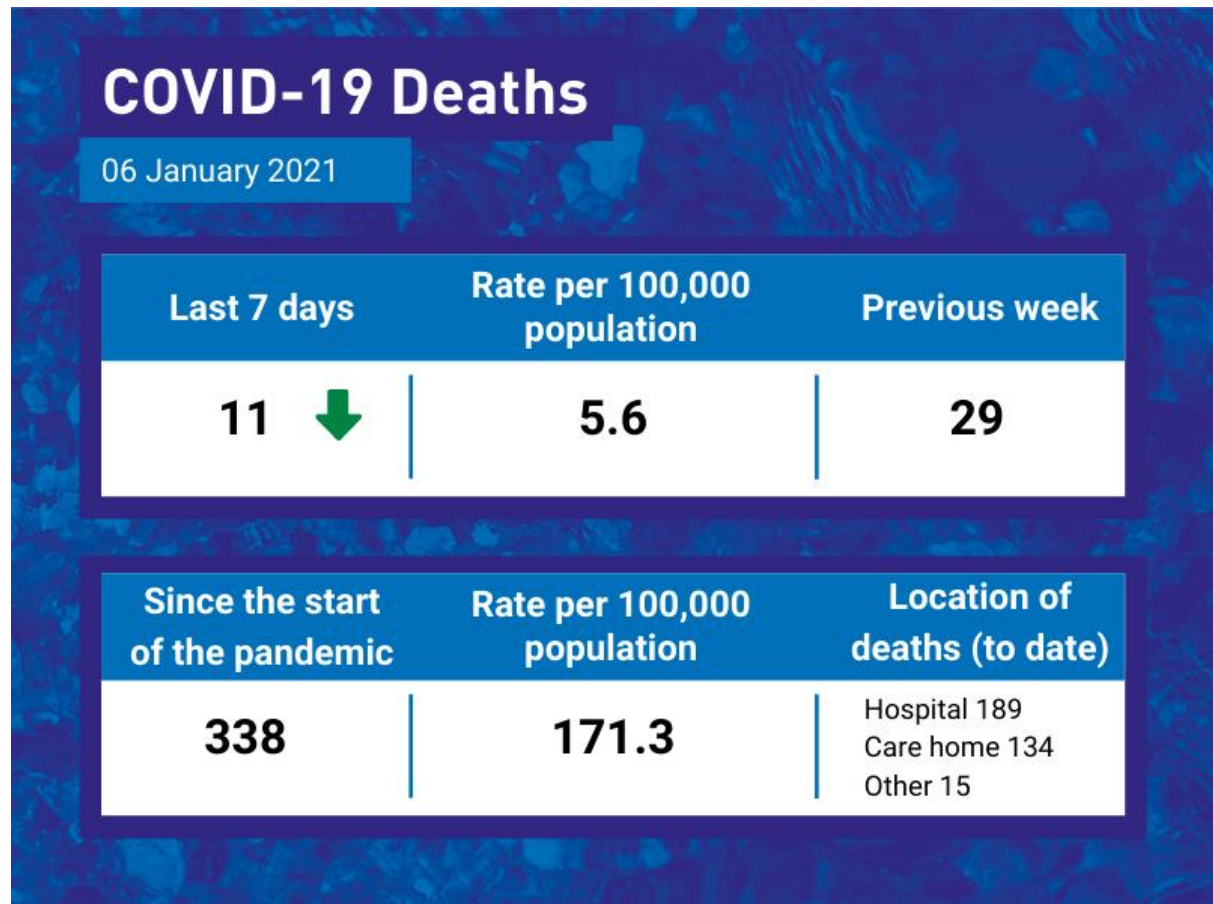 COVID-19 Deaths
06 January 2021
Last 7 days
Rate per 100,000
population
Previous week
11
5.6
29
Since the start
of the pandemic
Rate per 100,000
population
Location of
deaths (to date)
338
171.3
Hospital 189
Care home 134
Other 15